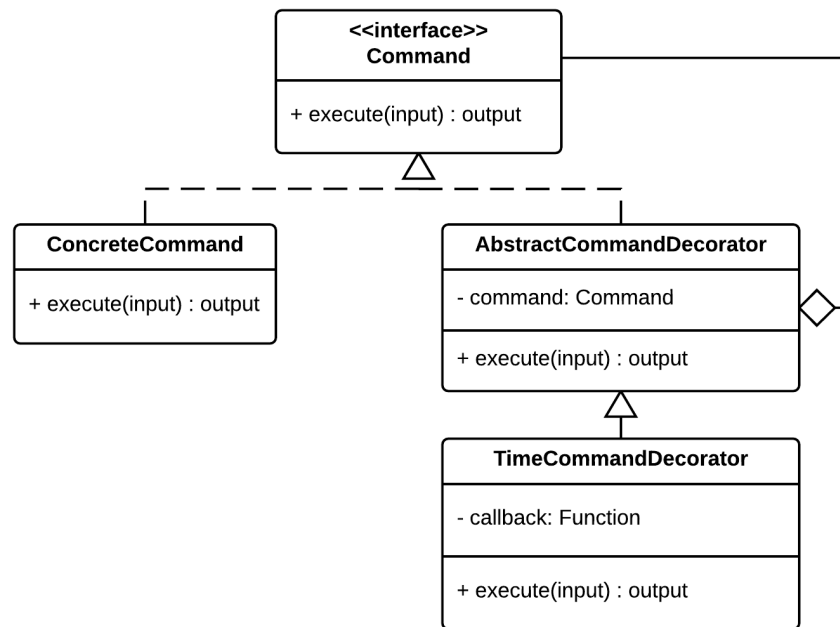 <<interface>>
Command
+ execute(input) : output
ConcreteCommand
+ execute(input) : output
AbstractCommandDecorator
- command: Command
+ execute(input) : output
TimeCommandDecorator
- callback: Function
+ execute(input) : output